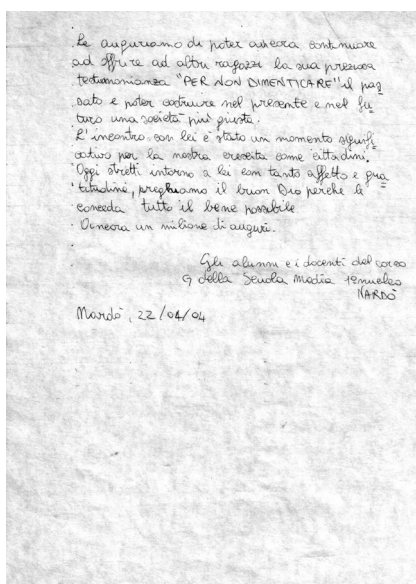 Le auguriamo di poter ancora continuare
ad offrire ad altri ragazzi la sua preziosa
testimonianza "PER NON DIMENTICARE" il pas
sato e poter costruire nel presente e nel fu
turo una società più giusta.
L'incontro con lei è stato un momento signifi
cativo per la nostra crescita come cittadini.
Oggi stretti intorno a lei con tanto affetto e gra
titudine, preghiamo il buon Dio perché le
conceda tutto il bene possibile
Ancora un milione di auguri.
Gli alunni e i docenti del corso
G della Scuola Media 1º nucleo
NARDÒ
Nardò, 22/04/04